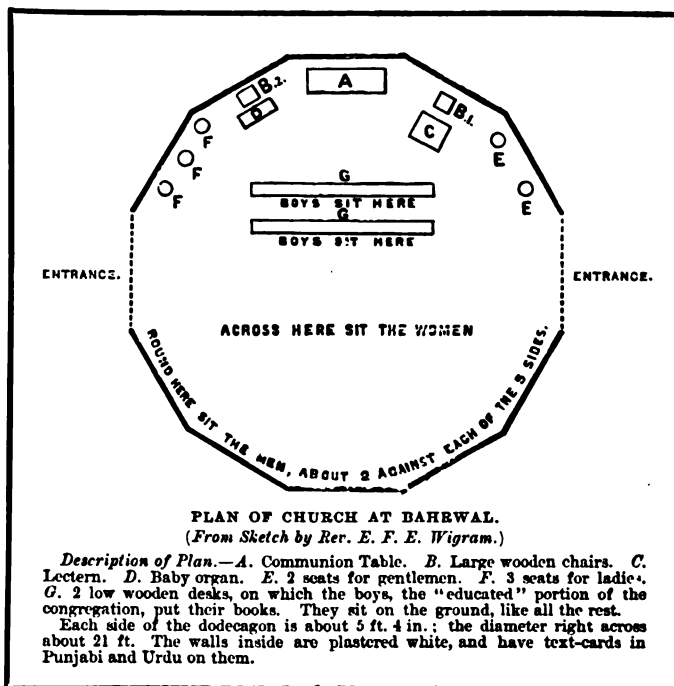 A
B.2.
D
B.1.
C
F
F
F
E
E
G
BOYS SIT HERE
G
BOYS SIT HERE
ENTRANCE.
ENTRANCE.
ACROSS HERE SIT THE WOMEN
ROUND HERE SIT THE MEN, ABOUT 2 AGAINST EACH OF THE 5 SIDES.
PLAN OF CHURCH AT BAHRWAL.
(From Sketch by Rev. E. F. E. Wigram.)
Description of Plan.—A. Communion Table. B. Large wooden chairs. C.
Lectern. D. Baby organ. E. 2 seats for gentlemen. F. 3 seats for ladies.
G. 2 low wooden desks, on which the boys, the "educated" portion of the
congregation, put their books. They sit on the ground, like all the rest.
Each side of the dodecagon is about 5 ft. 4 in.; the diameter right across
about 21 ft. The walls inside are plastered white, and have text-cards in
Punjabi and Urdu on them.